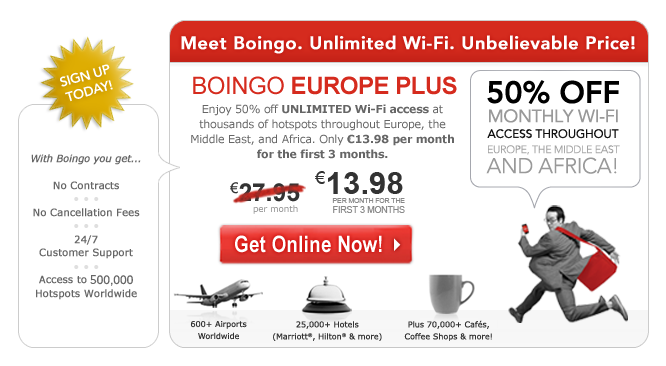 Meet Boingo. Unlimited Wi-Fi. Unbelievable Price!
SIGN UP
TODAY!
With Boingo you get...
No Contracts
No Cancellation Fees
24/7
Customer Support
Access to 500,000
Hotspots Worldwide
BOINGO EUROPE PLUS
Enjoy 50% off UNLIMITED Wi-Fi access at
thousands of hotspots throughout Europe, the
Middle East, and Africa. Only €13.98 per month
for the first 3 months.
€27.95
per month
€13.98
PER MONTH FOR THE
FIRST 3 MONTHS
Get Online Now!
600+ Airports
Worldwide
25,000+ Hotels
(Marriott®, Hilton® & more)
Plus 70,000+ Cafés,
Coffee Shops & more!
50% OFF
MONTHLY WI-FI
ACCESS THROUGHOUT
EUROPE, THE MIDDLE EAST
AND AFRICA!